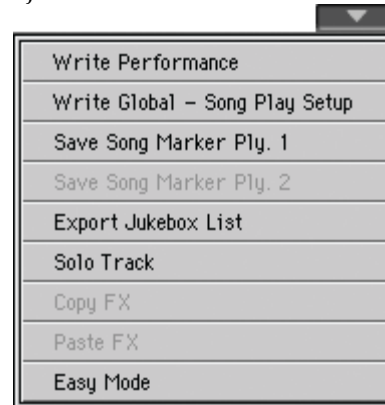 Write Performance
Write Global – Song Play Setup
Save Song Marker Ply. 1
Save Song Marker Ply. 2
Export Jukebox List
Solo Track
Copy FX
Paste FX
Easy Mode